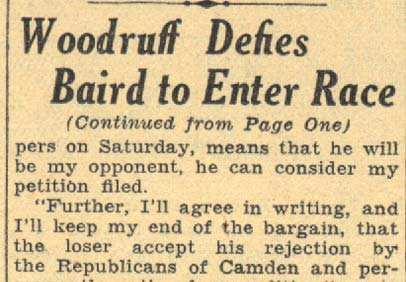 Woodruff Defies
Baird to Enter Race
(Continued from Page One)
pers on Saturday, means that he will
be my opponent, he can consider my
petition filed.
"Further, I'll agree in writing, and
I'll keep my end of the bargain, that
the loser accept his rejection by
the Republicans of Camden and per-